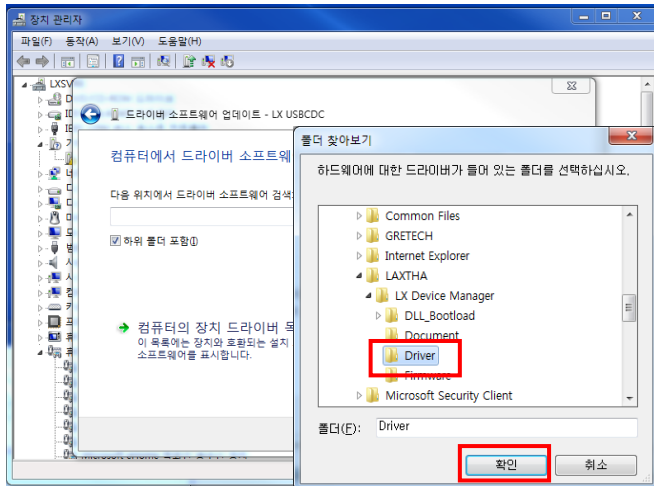 장치 관리자
파일(F) 동작(A) 보기(V) 도움말(H)
LXSV
드라이버 소프트웨어 업데이트 - LX USBCDC
컴퓨터에서 드라이버 소프트웨
다음 위치에서 드라이버 소프트웨어 검색
하위 폴더 포함(I)
컴퓨터의 장치 드라이버 목
이 목록에는 장치와 호환되는 설치
소프트웨어를 표시합니다.
폴더 찾아보기
하드웨어에 대한 드라이버가 들어 있는 폴더를 선택하십시오.
Common Files
GRETECH
Internet Explorer
LAXTHA
LX Device Manager
DLL_Bootload
Document
Driver
Firmware
Microsoft Security Client
폴더(F): Driver
확인 취소